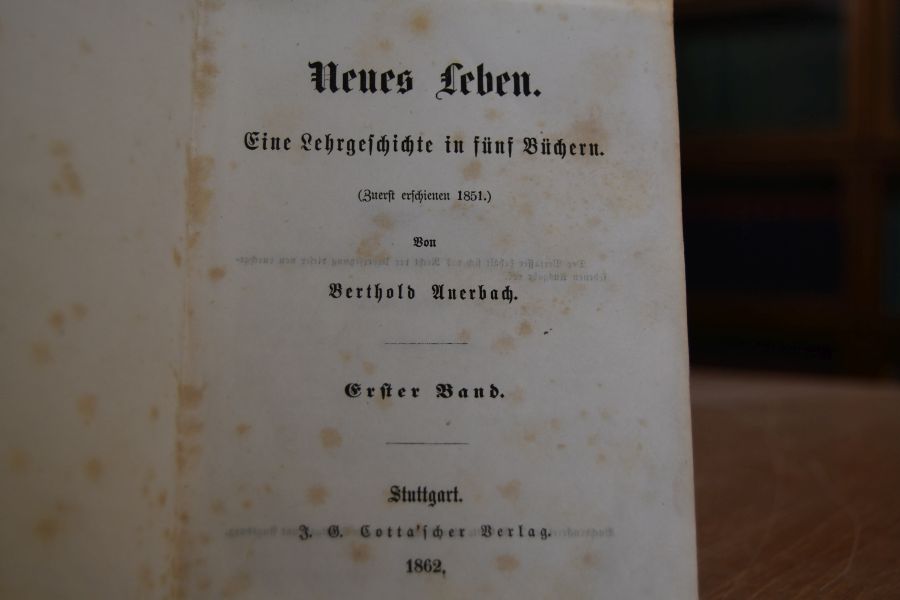 Neues Leben.
Eine Lehrgeschichte in fünf Büchern.
(Zuerst erschienen 1851.)
Von
Berthold Auerbach.
Erster Band.
Stuttgart.
J. G. Cotta'scher Verlag.
1862.